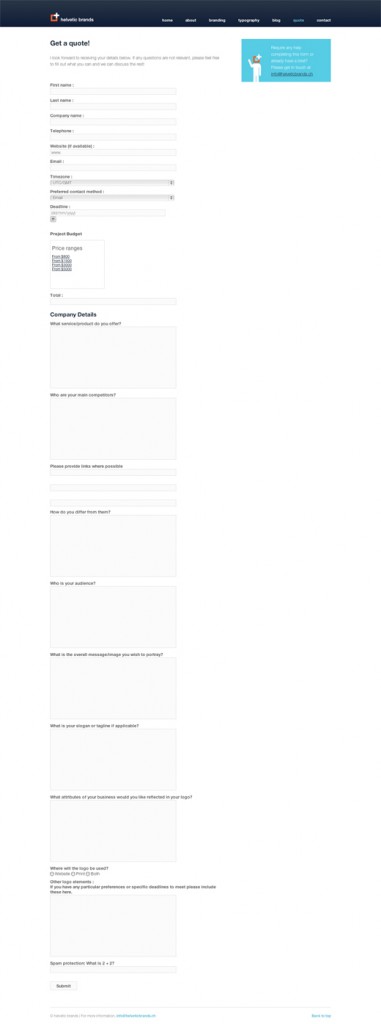 helvetic brands
home about branding typography blog quote contact
Get a quote!
I look forward to receiving your details below. If any questions are not relevant, please feel free
to fill out what you can and we can discuss the rest
Require any help
completing this form or
already have a brief?
Please get in touch at
info@helveticbrands.ch
First name :
Last name :
Company name :
Telephone :
Website (if available) :
Email :
Timezone :
Preferred contact method :
Email
Deadline :
Project Budget
Price ranges
Total :
Company Details
What service/product do you offer?
Who are your main competitors?
Please provide links where possible
How do you differ from them?
Who is your audience?
What is the overall message/image you wish to portray?
What is your slogan or tagline if applicable?
What attributes of your business would you like reflected in your logo?
Where will the logo be used?
Website Print Both
Other logo elements :
If you have any particular preferences or specific deadlines to meet please include
these here.
Spam protection: What is 2 + 2?
Submit
© helvetic brands | For more information: info@helveticbrands.ch
Back to top